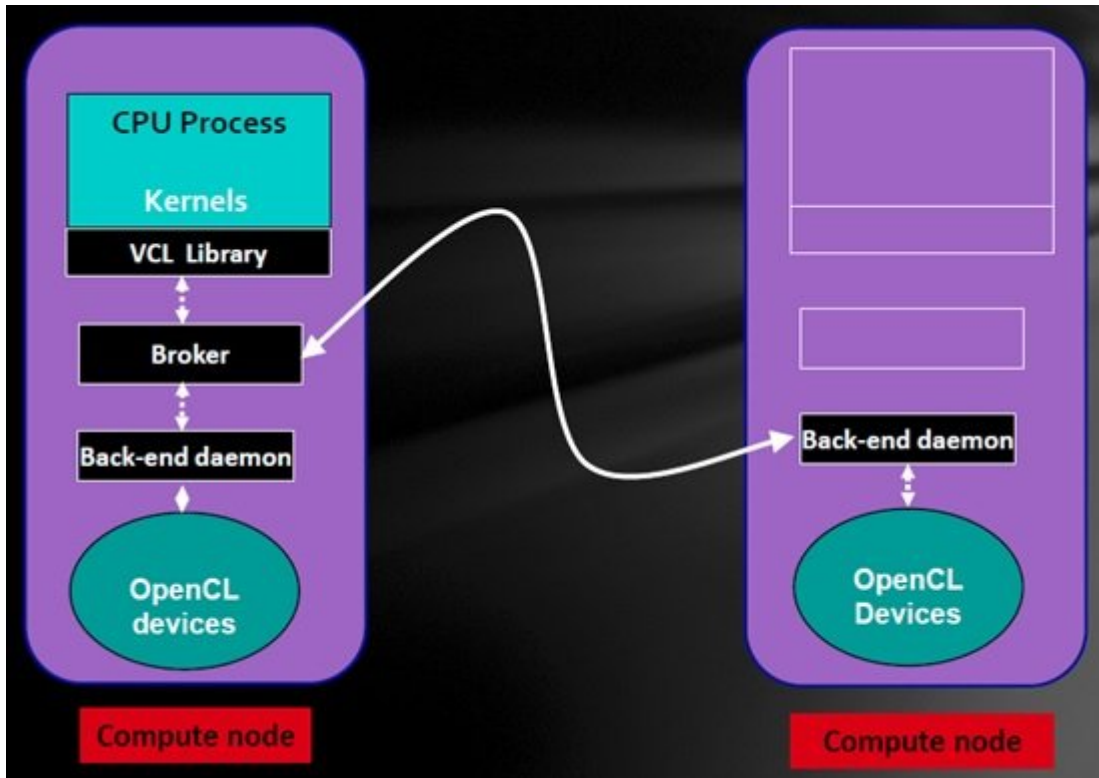 CPU Process
Kernels
VCL Library
Broker
Back-end daemon
OpenCL
devices
Compute node
Back-end daemon
OpenCL
Devices
Compute node